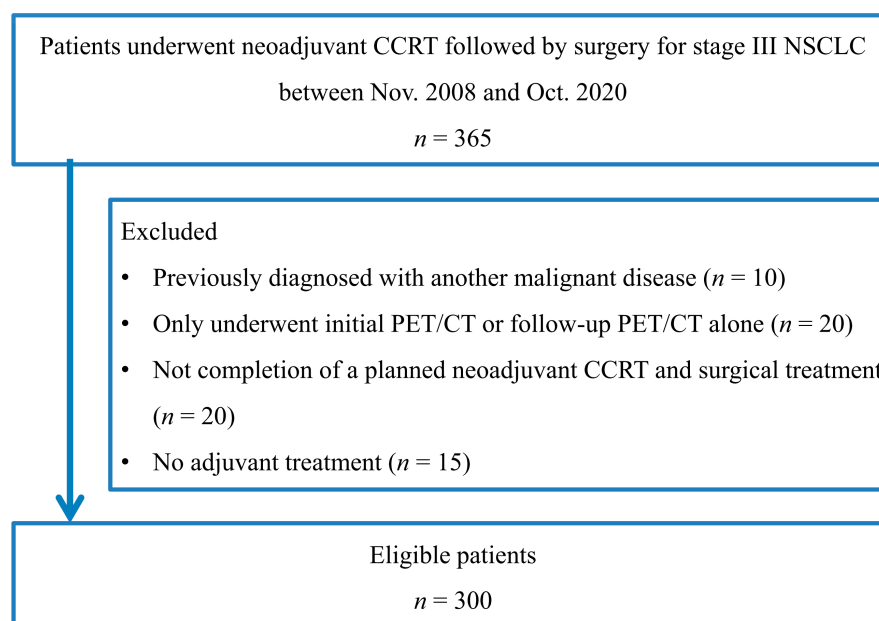 Patients underwent neoadjuvant CCRT followed by surgery for stage III NSCLC
between Nov. 2008 and Oct. 2020
n = 365
Excluded
• Previously diagnosed with another malignant disease (n = 10)
• Only underwent initial PET/CT or follow-up PET/CT alone (n = 20)
• Not completion of a planned neoadjuvant CCRT and surgical treatment
(n = 20)
• No adjuvant treatment (n = 15)
Eligible patients
n = 300